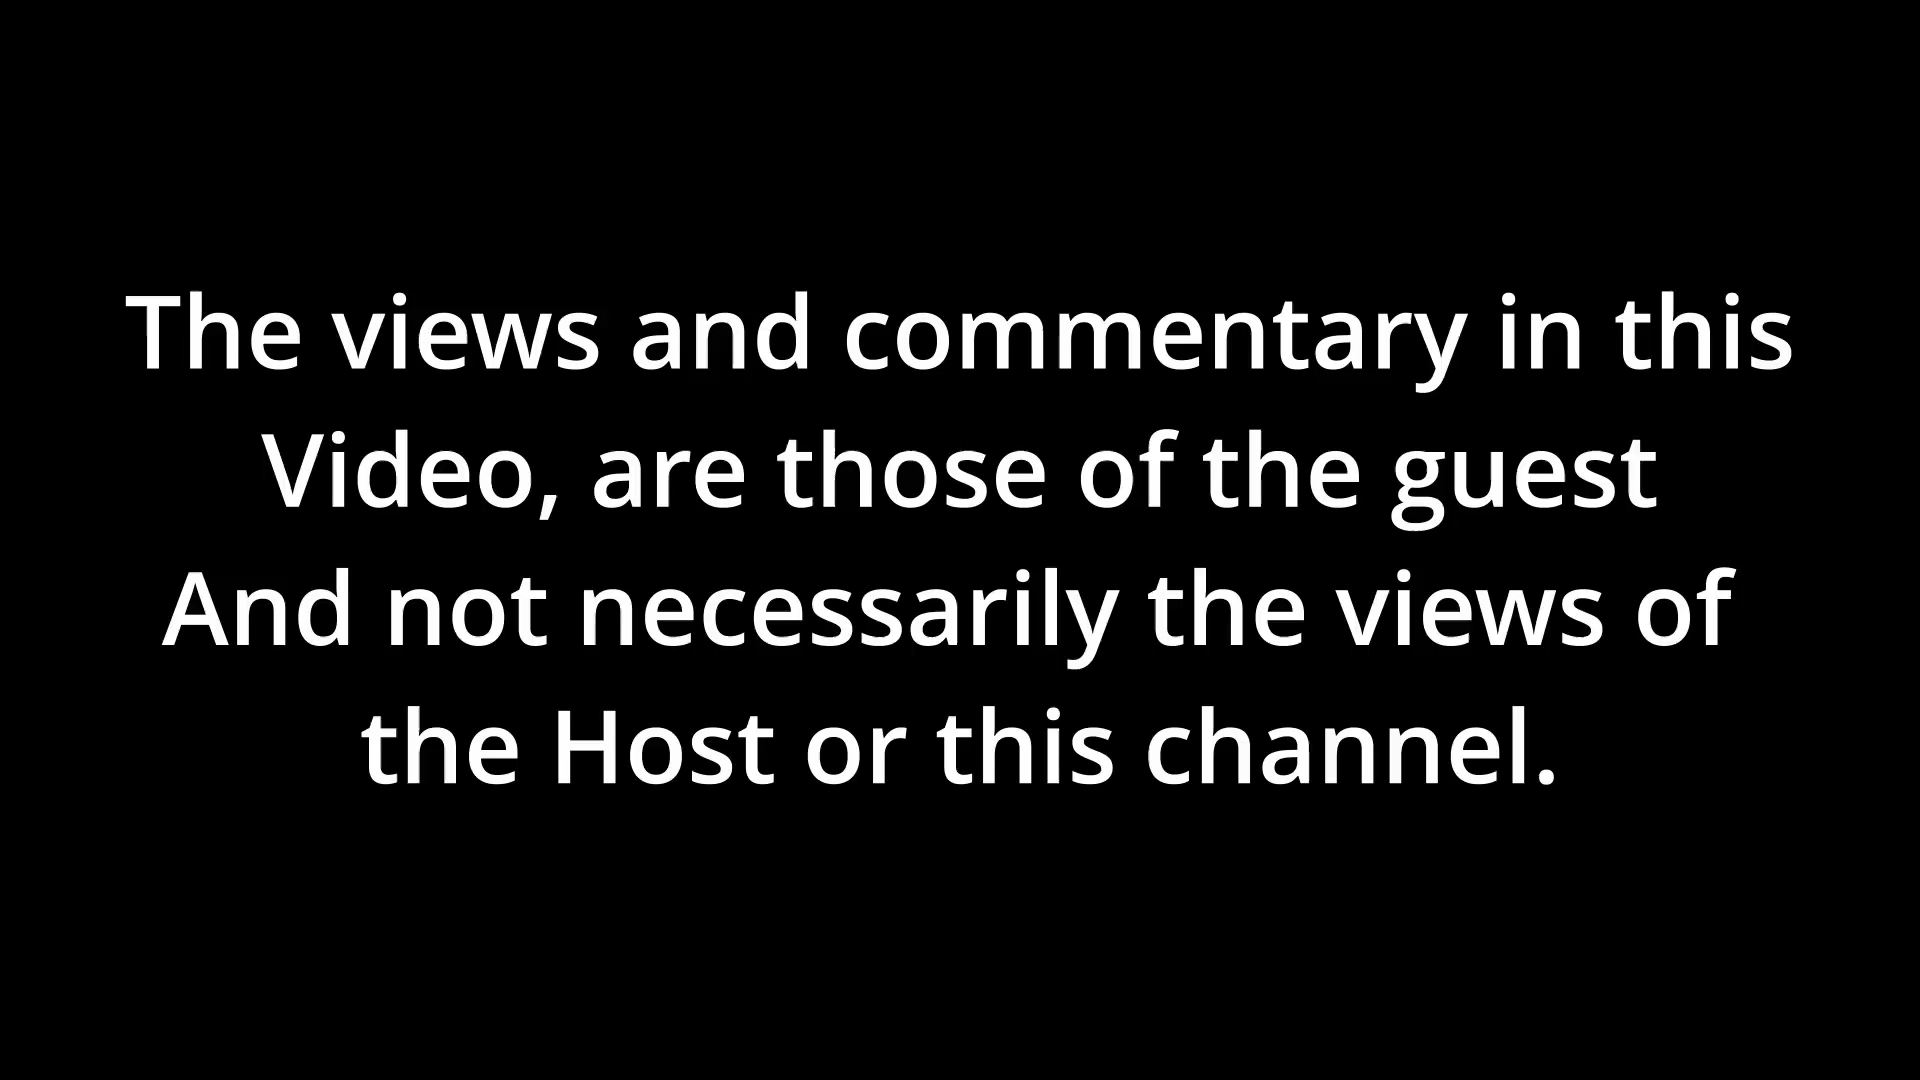 The views and commentary in this
Video, are those of the guest
And not necessarily the views of
the Host or this channel.